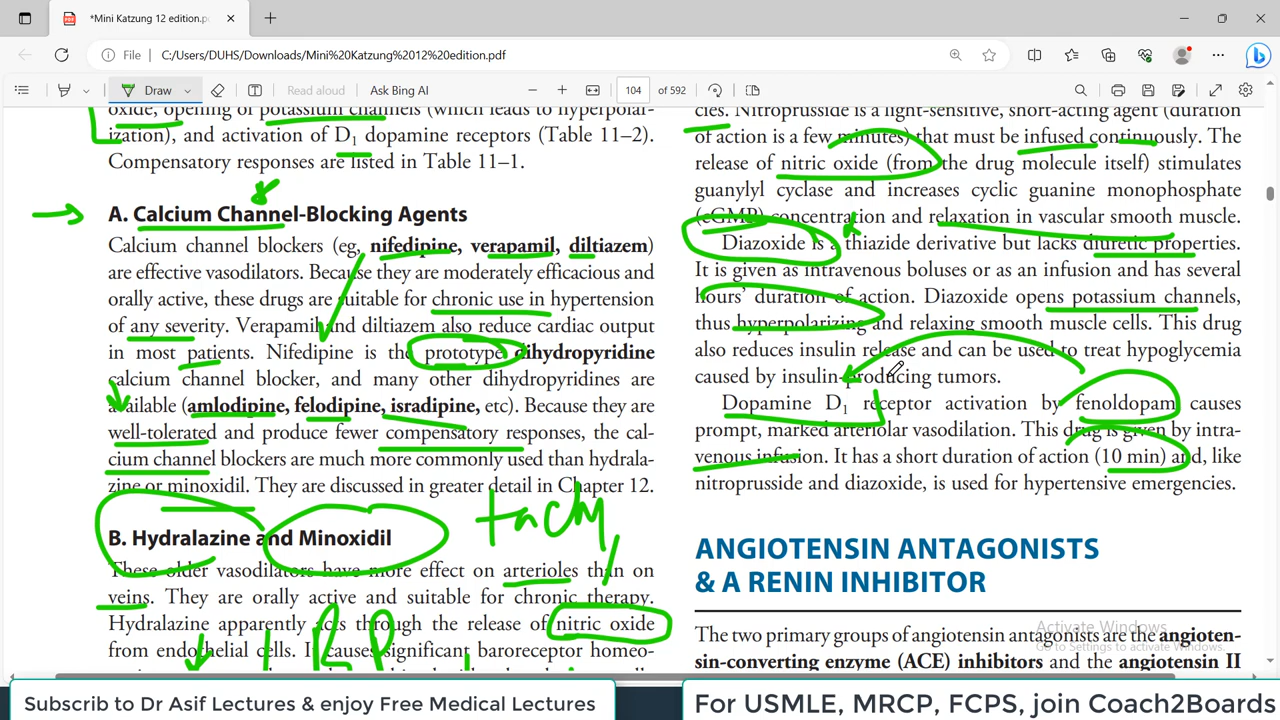 *Mini Katzung 12 edition.p
File
C:/Users/DUHS/Downloads/Mini%20Katzung%2012%20edition.pdf
Draw
Read aloud
Ask Bing AI
104
of 592
oxide, opening of potassium channels (which leads to hyperpolar-
ization), and activation of D1 dopamine receptors (Table 11–2).
Compensatory responses are listed in Table 11–1.
A. Calcium Channel-Blocking Agents
Calcium channel blockers (eg, nifedipine, verapamil, diltiazem)
are effective vasodilators. Because they are moderately efficacious and
orally active, these drugs are suitable for chronic use in hypertension
of any severity. Verapamil and diltiazem also reduce cardiac output
in most patients. Nifedipine is the prototype dihydropyridine
calcium channel blocker, and many other dihydropyridines are
available (amlodipine, felodipine, isradipine, etc). Because they are
well-tolerated and produce fewer compensatory responses, the cal-
cium channel blockers are much more commonly used than hydrala-
zine or minoxidil. They are discussed in greater detail in Chapter 12.
tachy
B. Hydralazine and Minoxidil
These older vasodilators have more effect on arterioles than on
veins. They are orally active and suitable for chronic therapy.
Hydralazine apparently acts through the release of nitric oxide
from endothelial cells. It causes significant baroreceptor homeo-
cles. Nitroprusside is a light-sensitive, short-acting agent (duration
of action is a few minutes) that must be infused continuously. The
release of nitric oxide (from the drug molecule itself) stimulates
guanylyl cyclase and increases cyclic guanine monophosphate
(cGMP) concentration and relaxation in vascular smooth muscle.
Diazoxide is a thiazide derivative but lacks diuretic properties.
It is given as intravenous boluses or as an infusion and has several
hours’ duration of action. Diazoxide opens potassium channels,
thus hyperpolarizing and relaxing smooth muscle cells. This drug
also reduces insulin release and can be used to treat hypoglycemia
caused by insulin-producing tumors.
Dopamine D1 receptor activation by fenoldopam causes
prompt, marked arteriolar vasodilation. This drug is given by intra-
venous infusion. It has a short duration of action (10 min) and, like
nitroprusside and diazoxide, is used for hypertensive emergencies.
ANGIOTENSIN ANTAGONISTS
& A RENIN INHIBITOR
The two primary groups of angiotensin antagonists are the angioten-
sin-converting enzyme (ACE) inhibitors and the angiotensin II
Activate Windows
Go to Settings to activate Windows.
Subscrib to Dr Asif Lectures & enjoy Free Medical Lectures
For USMLE, MRCP, FCPS, join Coach2Boards